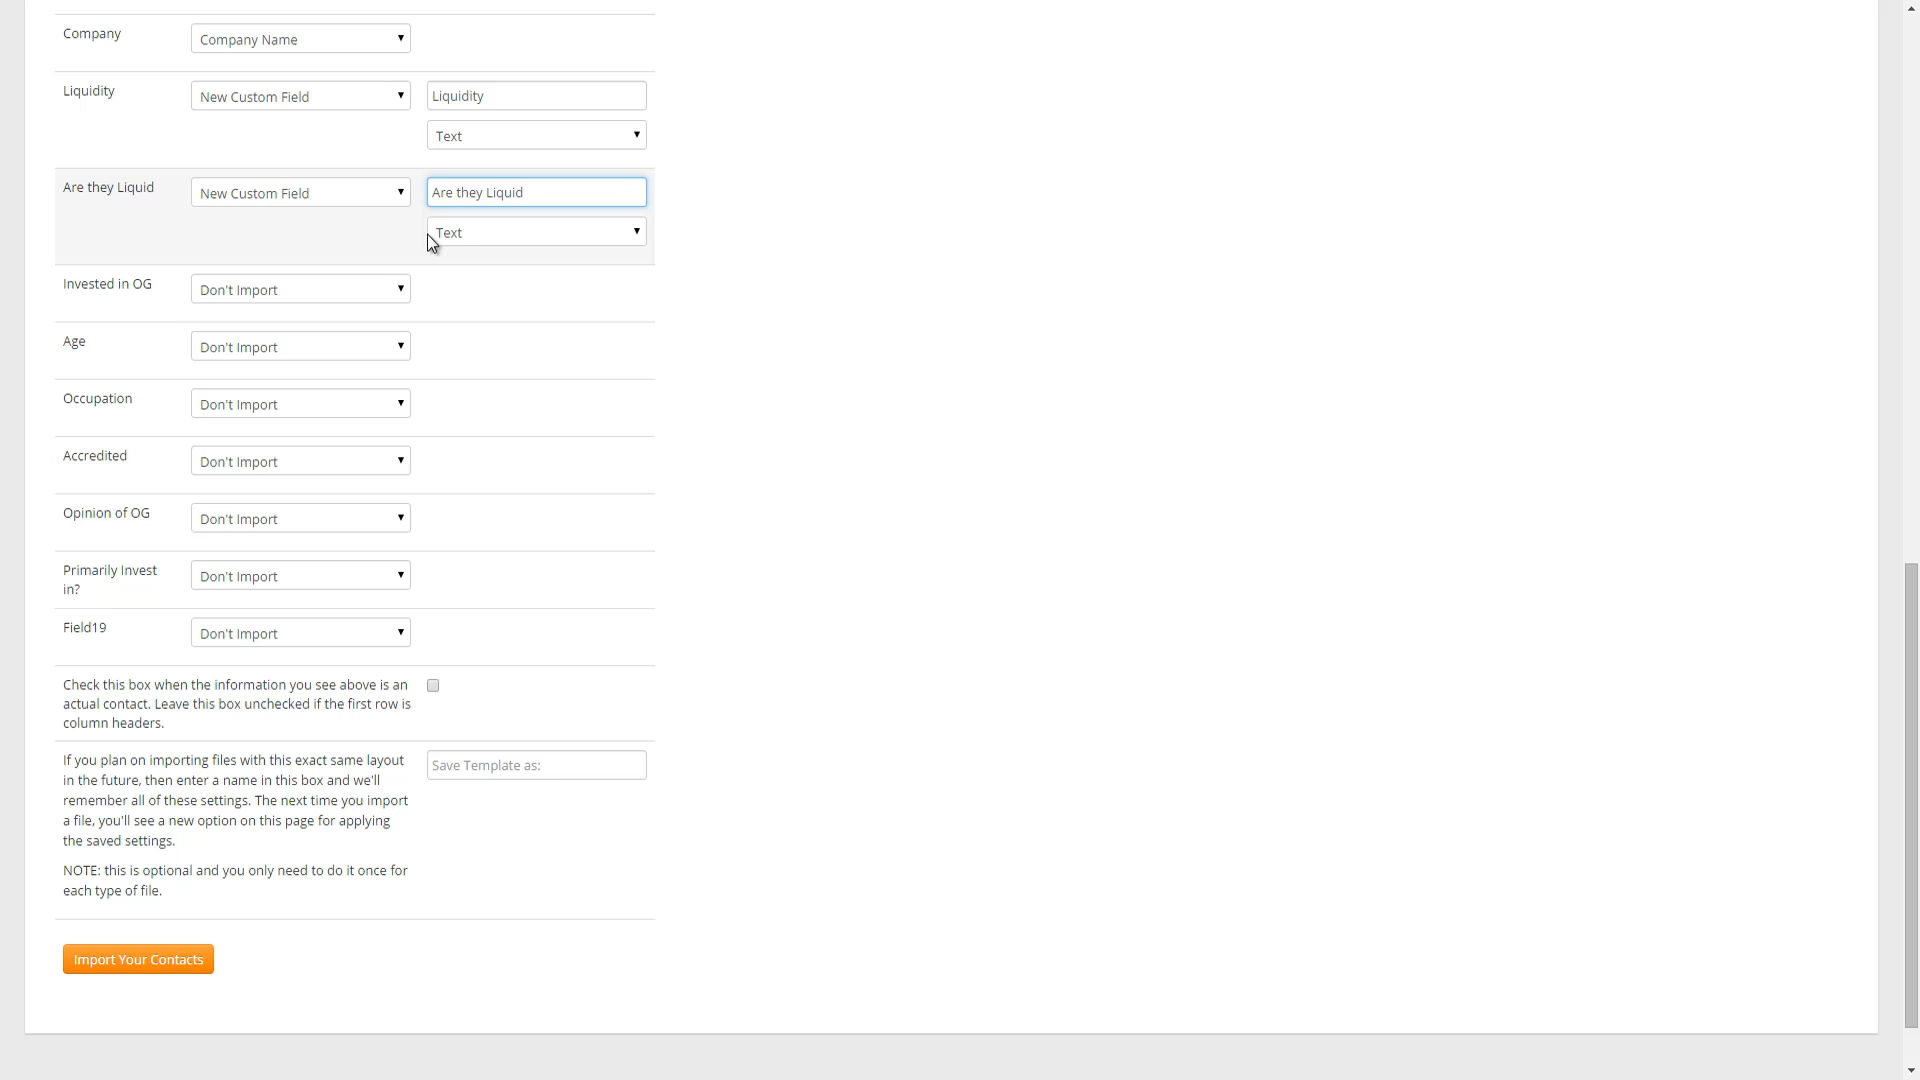 Company
Company Name
Liquidity
New Custom Field
Liquidity
Text
Are they Liquid
New Custom Field
Are they Liquid
Text
Invested in OG
Don't Import
Age
Don't Import
Occupation
Don't Import
Accredited
Don't Import
Opinion of OG
Don't Import
Primarily Invest
in?
Don't Import
Field19
Don't Import
Check this box when the information you see above is an
actual contact. Leave this box unchecked if the first row is
column headers.
If you plan on importing files with this exact same layout
in the future, then enter a name in this box and we'll
remember all of these settings. The next time you import
a file, you'll see a new option on this page for applying
the saved settings.
Save Template as:
NOTE: this is optional and you only need to do it once for
each type of file.
Import Your Contacts